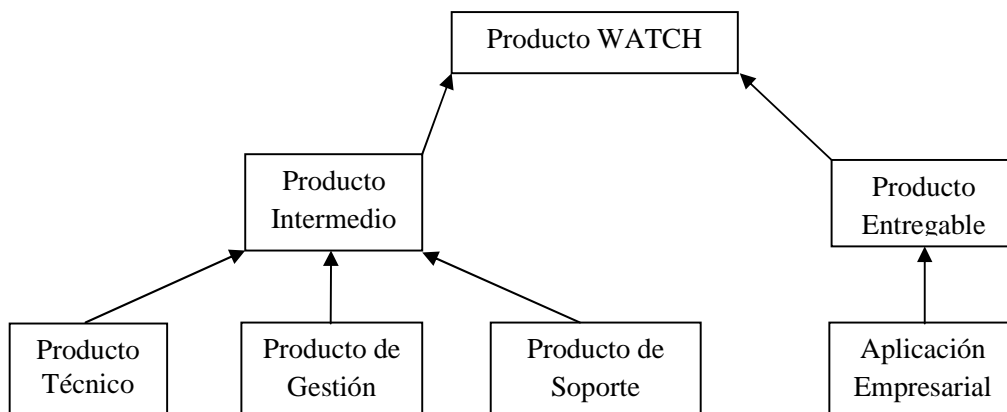 Producto WATCH
Producto
Intermedio
Producto
Entregable
Producto
Técnico
Producto de
Gestión
Producto de
Soporte
Aplicación
Empresarial